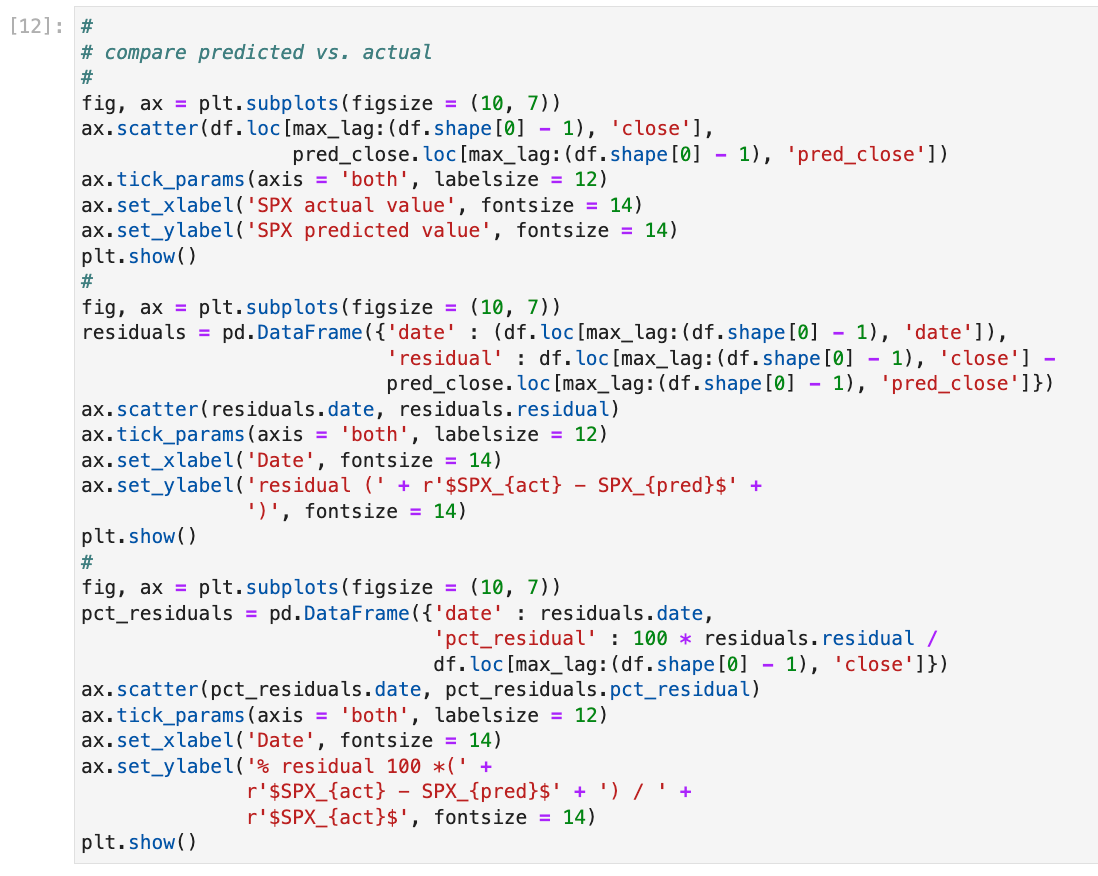 [12]: #
# compare predicted vs. actual
#
fig, ax = plt.subplots(figsize = (10, 7))
ax.scatter(df.loc[max_lag:(df.shape[0] - 1), 'close'],
                  pred_close.loc[max_lag:(df.shape[0] - 1), 'pred_close'])
ax.tick_params(axis = 'both', labelsize = 12)
ax.set_xlabel('SPX actual value', fontsize = 14)
ax.set_ylabel('SPX predicted value', fontsize = 14)
plt.show()
#
fig, ax = plt.subplots(figsize = (10, 7))
residuals = pd.DataFrame({'date' : (df.loc[max_lag:(df.shape[0] - 1), 'date']),
                          'residual' : df.loc[max_lag:(df.shape[0] - 1), 'close'] -
                          pred_close.loc[max_lag:(df.shape[0] - 1), 'pred_close']})
ax.scatter(residuals.date, residuals.residual)
ax.tick_params(axis = 'both', labelsize = 12)
ax.set_xlabel('Date', fontsize = 14)
ax.set_ylabel('residual (' + r'$SPX_{act} - SPX_{pred}$' +
              ')', fontsize = 14)
plt.show()
#
fig, ax = plt.subplots(figsize = (10, 7))
pct_residuals = pd.DataFrame({'date' : residuals.date,
                              'pct_residual' : 100 * residuals.residual /
                              df.loc[max_lag:(df.shape[0] - 1), 'close']})
ax.scatter(pct_residuals.date, pct_residuals.pct_residual)
ax.tick_params(axis = 'both', labelsize = 12)
ax.set_xlabel('Date', fontsize = 14)
ax.set_ylabel('% residual 100 *(' +
              r'$SPX_{act} - SPX_{pred}$' + ') / ' +
              r'$SPX_{act}$', fontsize = 14)
plt.show()